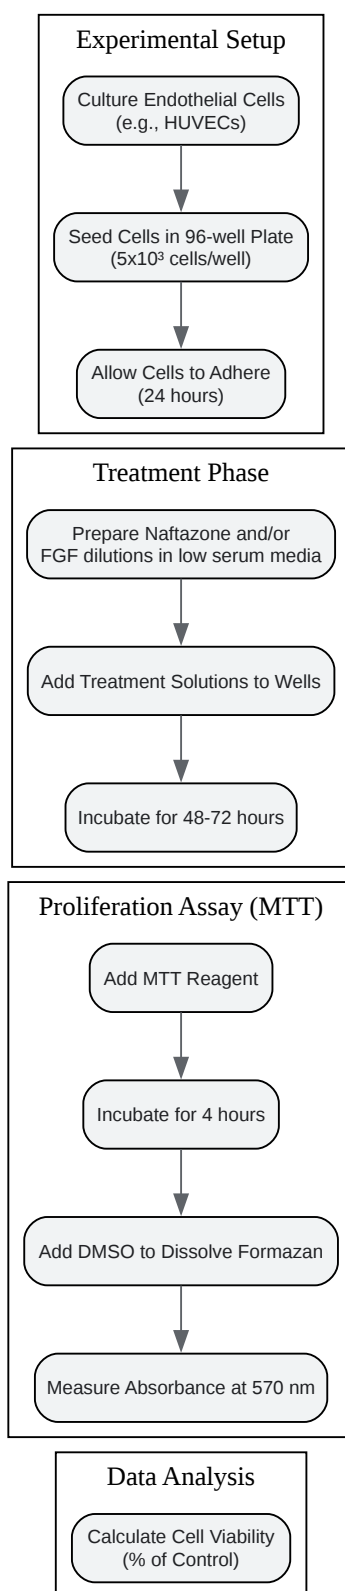 Experimental Setup
Culture Endothelial Cells
(e.g., HUVECs)
Seed Cells in 96-well Plate
(5x10³ cells/well)
Allow Cells to Adhere
(24 hours)
Treatment Phase
Prepare Naftazone and/or
FGF dilutions in low serum media
Add Treatment Solutions to Wells
Incubate for 48-72 hours
Proliferation Assay (MTT)
Add MTT Reagent
Incubate for 4 hours
Add DMSO to Dissolve Formazan
Measure Absorbance at 570 nm
Data Analysis
Calculate Cell Viability
(% of Control)